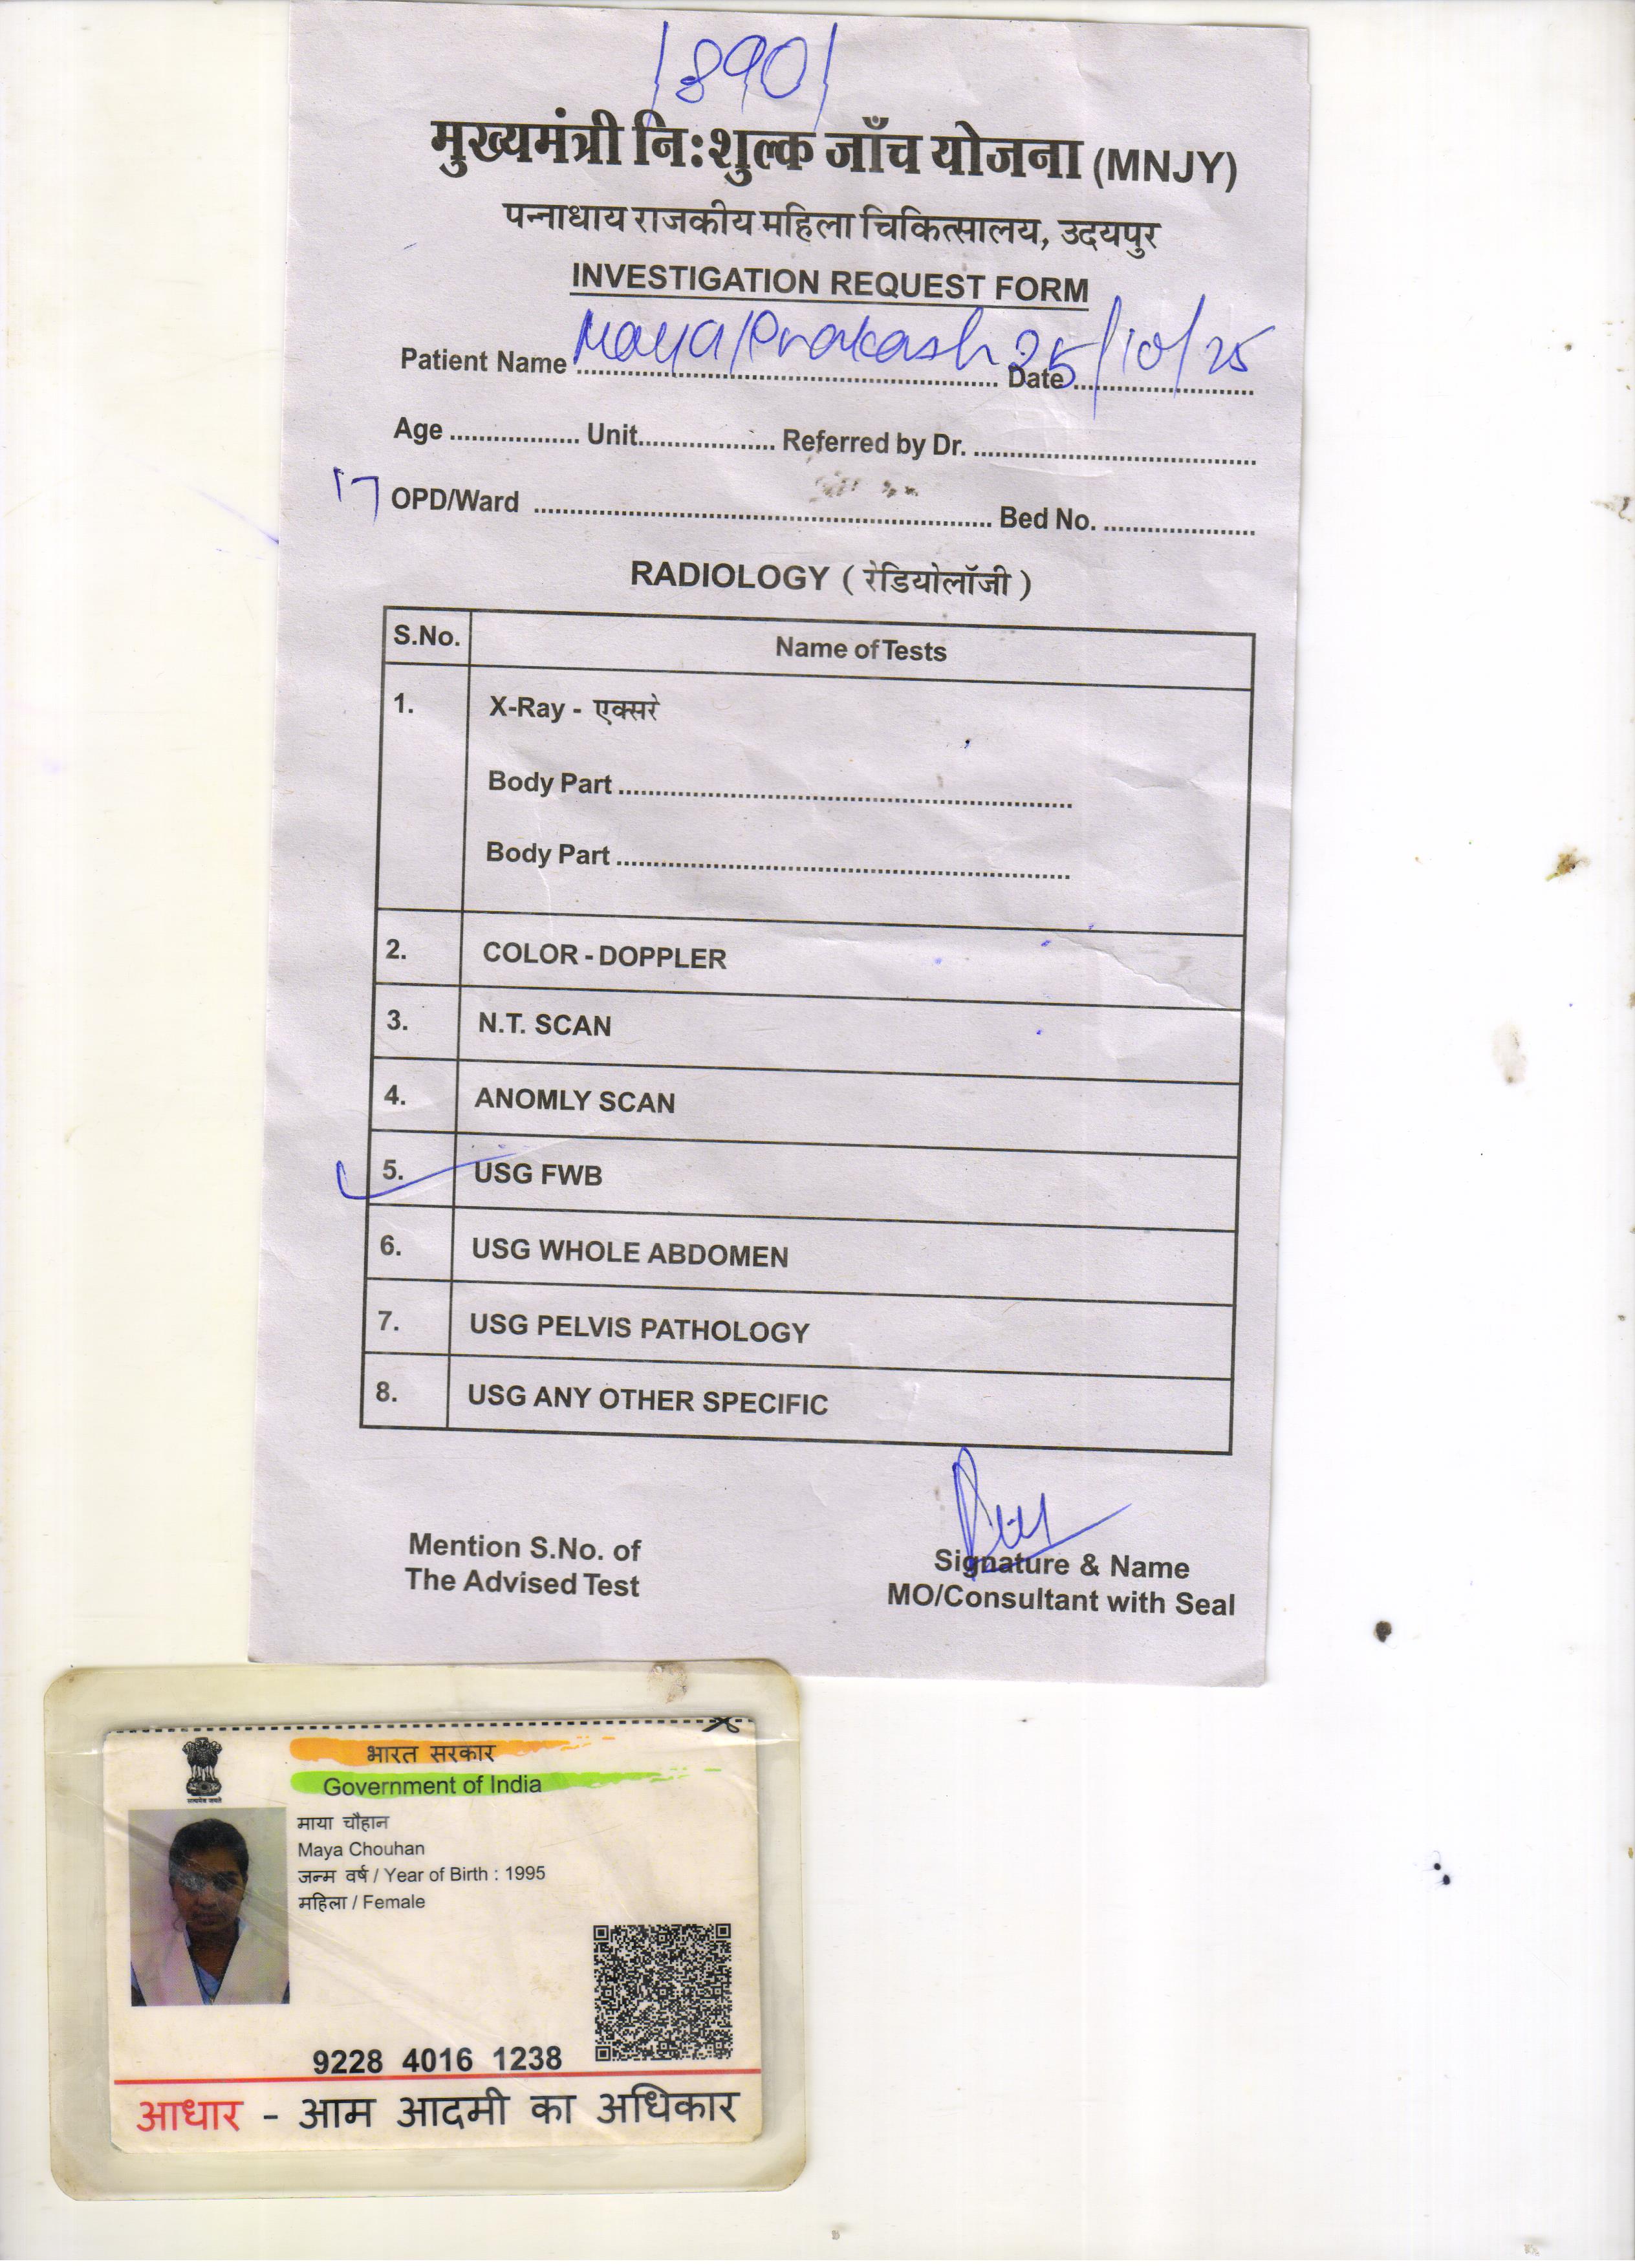 18901
मुख्यमंत्री निःशुल्क जाँच योजना (MNJY)
पन्नाधाय राजकीय महिला चिकित्सालय, उदयपुर
INVESTIGATION REQUEST FORM
Patient Name Maya/Prakash Date 25/10/25
Age .................. Unit................... Referred by Dr. .......................................
17 OPD/Ward ............................................................... Bed No. .....................
RADIOLOGY ( रेडियोलॉजी )
S.No. Name of Tests
1. X-Ray - एक्सरे
Body Part ...............................................................
Body Part ...............................................................
2. COLOR - DOPPLER
3. N.T. SCAN
4. ANOMLY SCAN
5. USG FWB
6. USG WHOLE ABDOMEN
7. USG PELVIS PATHOLOGY
8. USG ANY OTHER SPECIFIC
Mention S.No. of
The Advised Test
Signature & Name
MO/Consultant with Seal
भारत सरकार
Government of India
सत्यमेव जयते
माया चौहान
Maya Chouhan
जन्म वर्ष / Year of Birth : 1995
महिला / Female
9228 4016 1238
आधार - आम आदमी का अधिकार